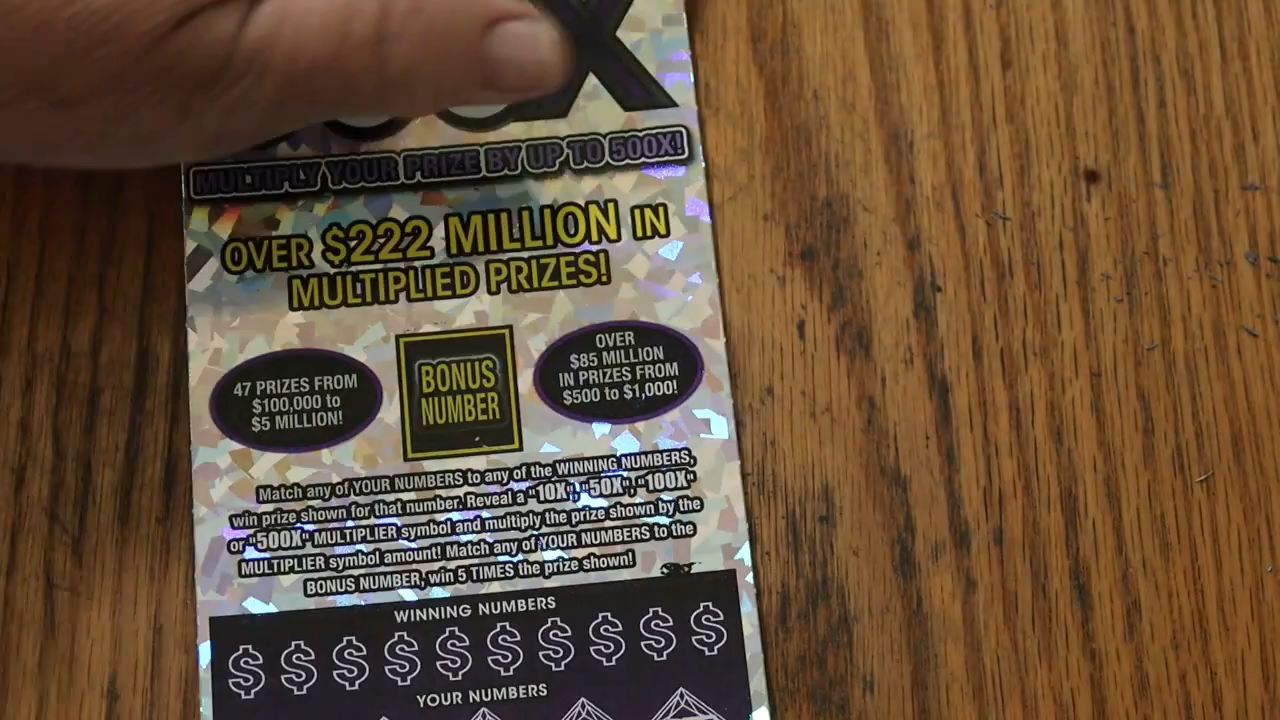 X
MULTIPLY YOUR PRIZE BY UP TO 500X!
OVER $222 MILLION IN
MULTIPLIED PRIZES!
47 PRIZES FROM
$100,000 to
$5 MILLION!
BONUS
NUMBER
OVER
$85 MILLION
IN PRIZES FROM
$500 to $1,000!
Match any of YOUR NUMBERS to any of the WINNING NUMBERS,
win prize shown for that number. Reveal a "10X", "50X", "100X"
or "500X" MULTIPLIER symbol and multiply the prize shown by the
MULTIPLIER symbol amount! Match any of YOUR NUMBERS to the
BONUS NUMBER, win 5 TIMES the prize shown!
WINNING NUMBERS
$ $ $ $ $ $ $ $ $ $
YOUR NUMBERS